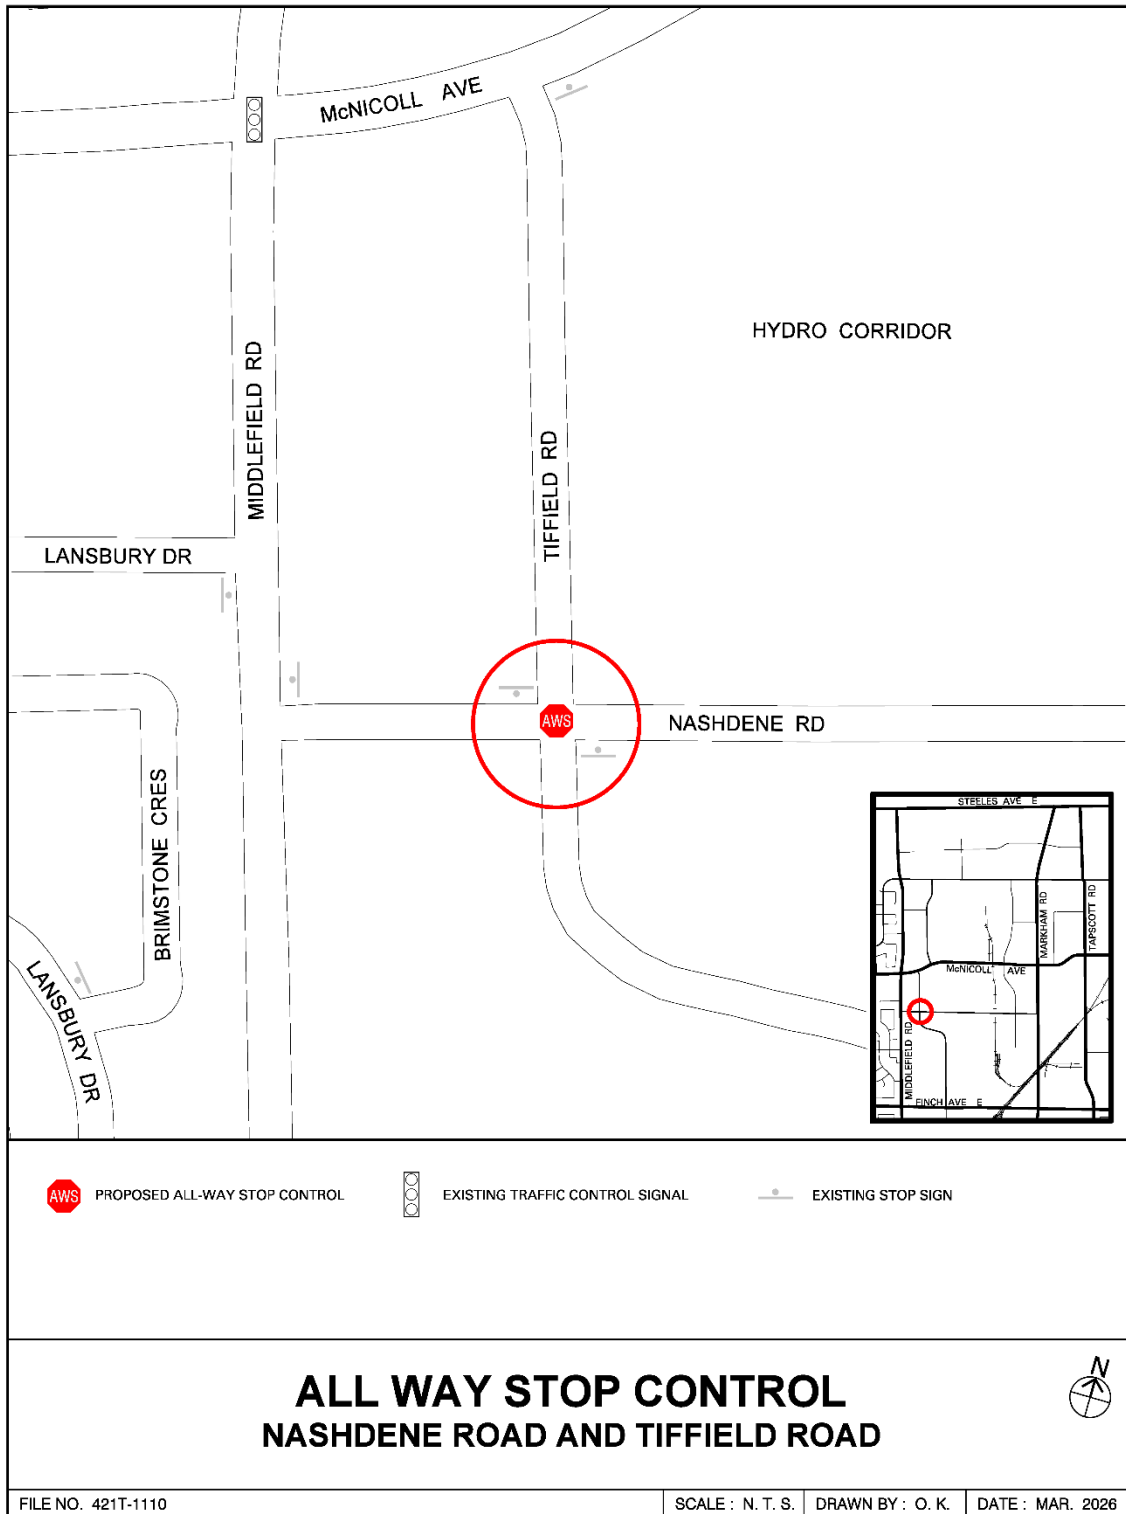 McNICOLL AVE
HYDRO CORRIDOR
MIDDLEFIELD RD
TIFFIELD RD
LANSBURY DR
AWS
NASHDENE RD
BRIMSTONE CRES
LANSBURY DR
STEELES AVE E
MARKHAM RD
TAPSCOTT RD
McNICOLL AVE
MIDDLEFIELD RD
FINCH AVE E
AWS PROPOSED ALL-WAY STOP CONTROL
EXISTING TRAFFIC CONTROL SIGNAL
EXISTING STOP SIGN
ALL WAY STOP CONTROL
NASHDENE ROAD AND TIFFIELD ROAD
N
FILE NO. 421T-1110
SCALE : N. T. S.
DRAWN BY : O. K.
DATE : MAR. 2026